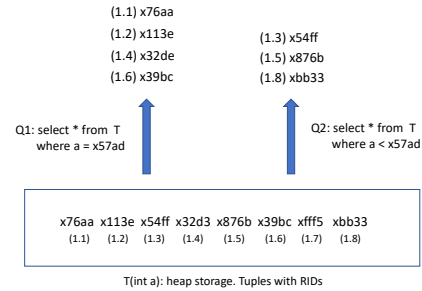 (1.1) x76aa
(1.2) x113e
(1.4) x32de
(1.6) x39bc
(1.3) x54ff
(1.5) x876b
(1.8) xbb33
Q1: select * from T
where a = x57ad
Q2: select * from T
where a < x57ad
x76aa x113e x54ff x32d3 x876b x39bc xfff5 xbb33
(1.1) (1.2) (1.3) (1.4) (1.5) (1.6) (1.7) (1.8)
T(int a): heap storage. Tuples with RIDs